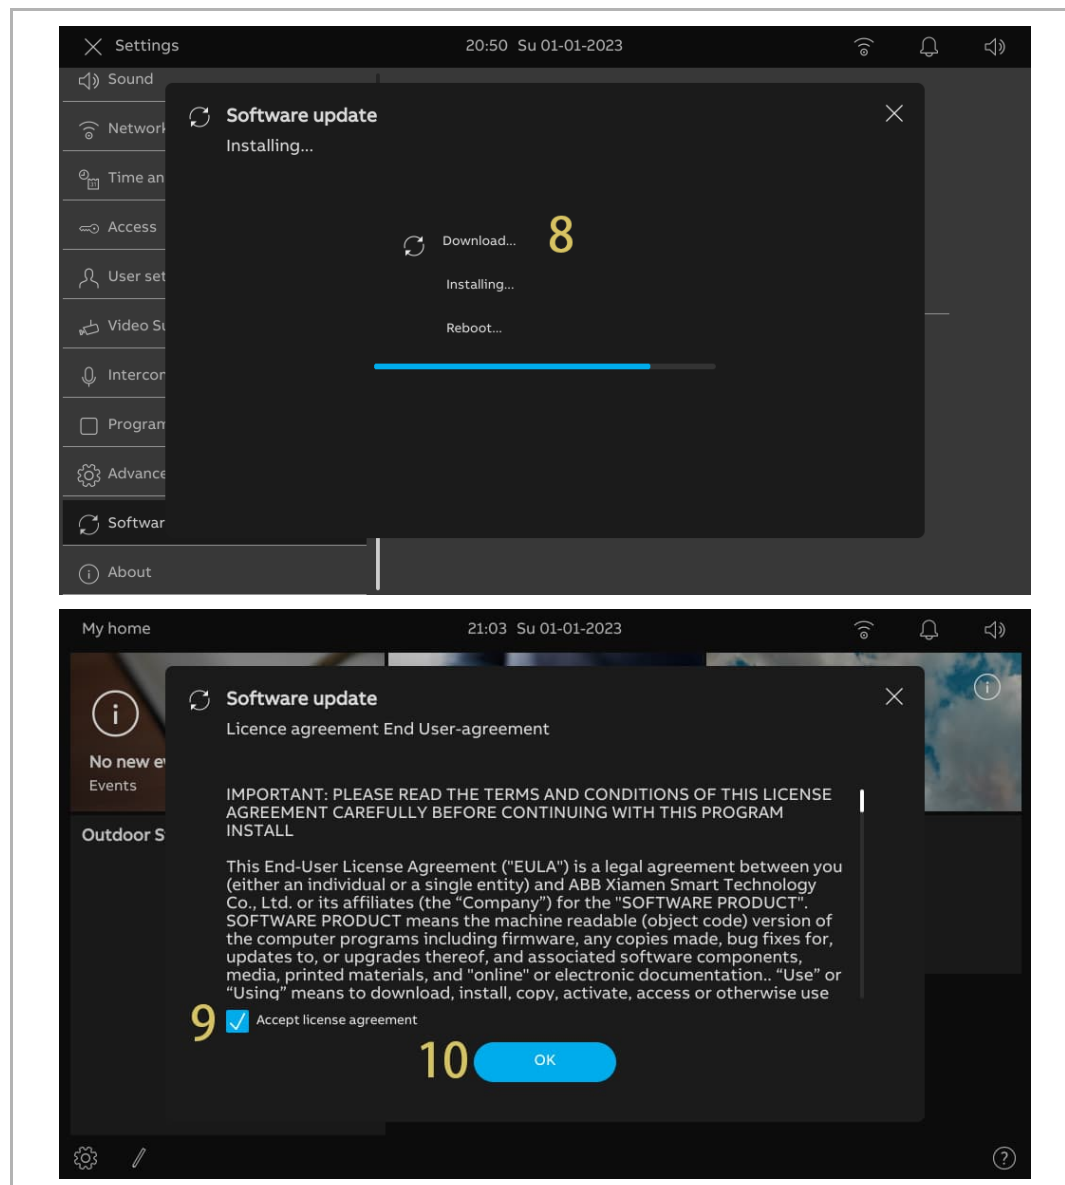 Settings
20:50 Su 01-01-2023
Sound
Software update
Installing...
Network
Time an
Access
Download... 8
User set
Installing...
Video Su
Reboot...
Intercom
Program
Advance
Softwar
About
My home
21:03 Su 01-01-2023
Software update
Licence agreement End User-agreement
No new e
Events
IMPORTANT: PLEASE READ THE TERMS AND CONDITIONS OF THIS LICENSE
AGREEMENT CAREFULLY BEFORE CONTINUING WITH THIS PROGRAM
INSTALL
Outdoor S
This End-User License Agreement ("EULA") is a legal agreement between you
(either an individual or a single entity) and ABB Xiamen Smart Technology
Co., Ltd. or its affiliates (the “Company”) for the "SOFTWARE PRODUCT".
SOFTWARE PRODUCT means the machine readable (object code) version of
the computer programs including firmware, any copies made, bug fixes for,
updates to, or upgrades thereof, and associated software components,
media, printed materials, and "online" or electronic documentation.. “Use” or
“Using” means to download, install, copy, activate, access or otherwise use
9 Accept license agreement
10 OK